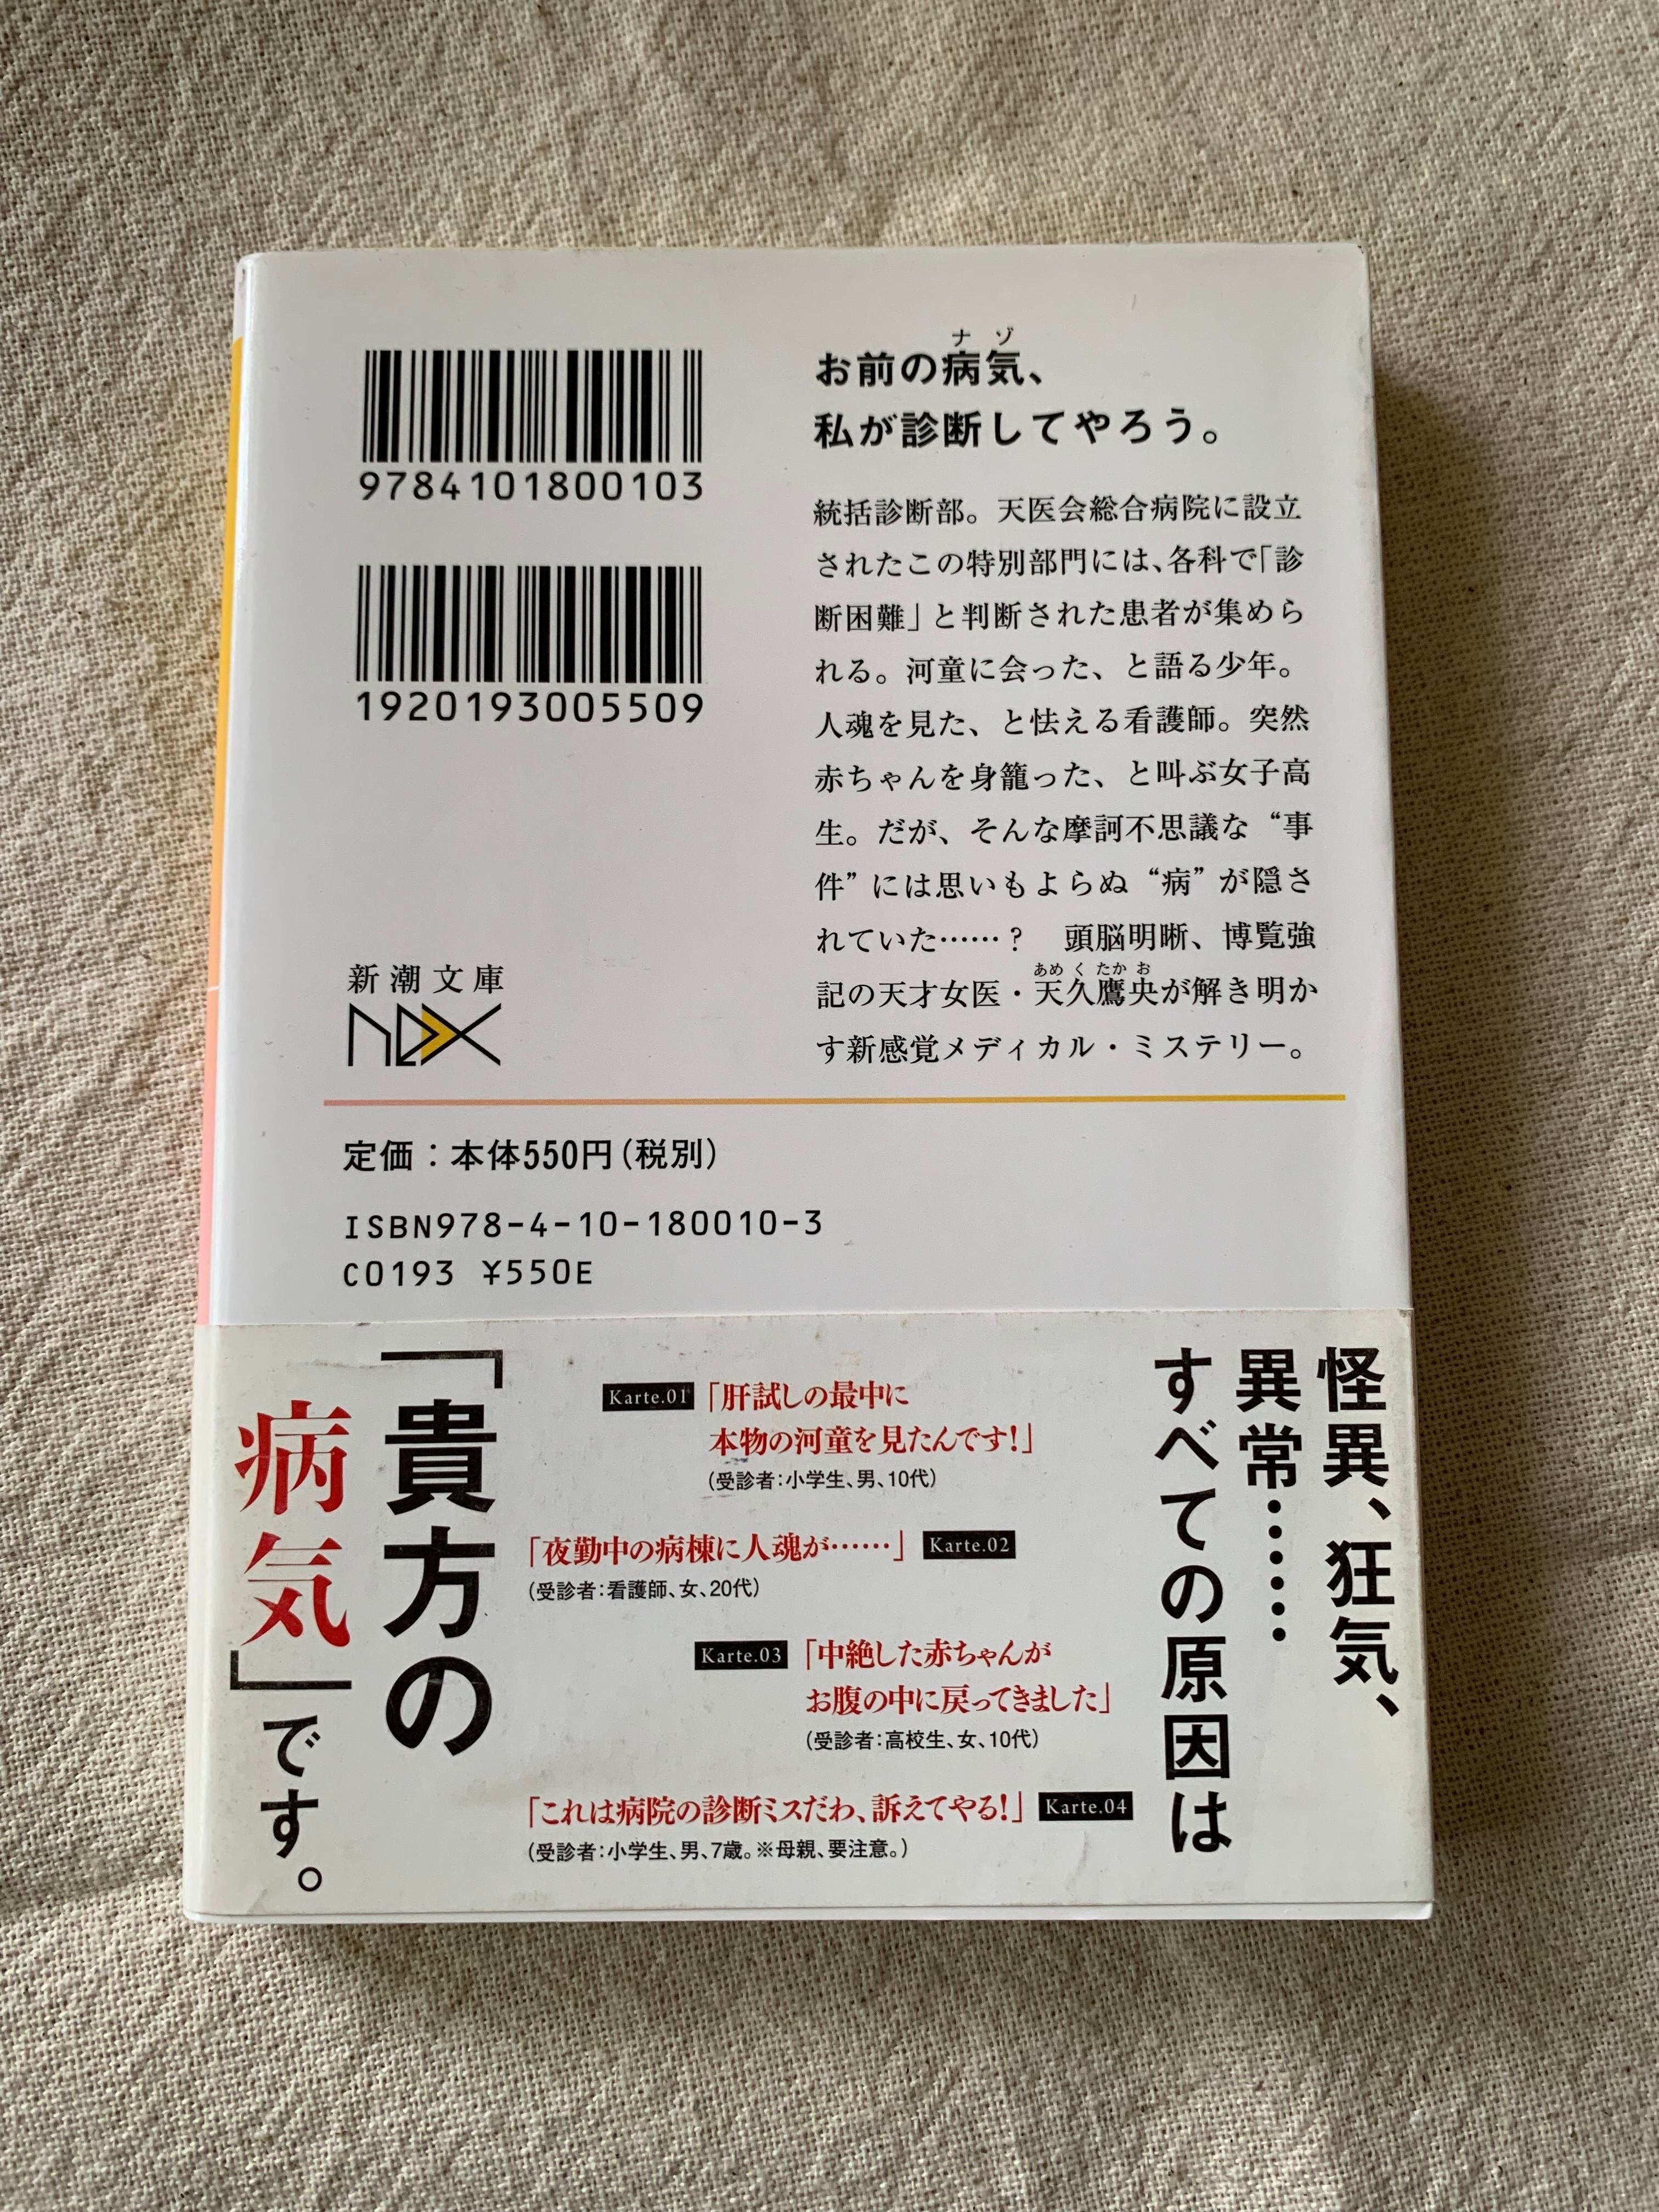 9784101800103
1920193005509
ナゾ
お前の病気、
私が診断してやろう。
統括診断部。天医会総合病院に設立
されたこの特別部門には、各科で「診
断困難」と判断された患者が集めら
れる。河童に会った、と語る少年。
人魂を見た、と怯える看護師。突然
赤ちゃんを身籠った、と叫ぶ女子高
生。だが、そんな摩訶不思議な“事
件”には思いもよらぬ“病”が隠さ
れていた……？　頭脳明晰、博覧強
あめくたかお
記の天才女医・天久鷹央が解き明か
す新感覚メディカル・ミステリー。
新潮文庫
nex
定価：本体550円(税別)
ISBN978-4-10-180010-3
C0193 ¥550E
怪異、狂気、
異常……
すべての原因は
Karte.01「肝試しの最中に
本物の河童を見たんです！」
(受診者：小学生、男、10代)
「夜勤中の病棟に人魂が……」Karte.02
(受診者：看護師、女、20代)
Karte.03「中絶した赤ちゃんが
お腹の中に戻ってきました」
(受診者：高校生、女、10代)
「これは病院の診断ミスだわ、訴えてやる！」Karte.04
(受診者：小学生、男、7歳。※母親、要注意。)
「貴方の
病気」です。